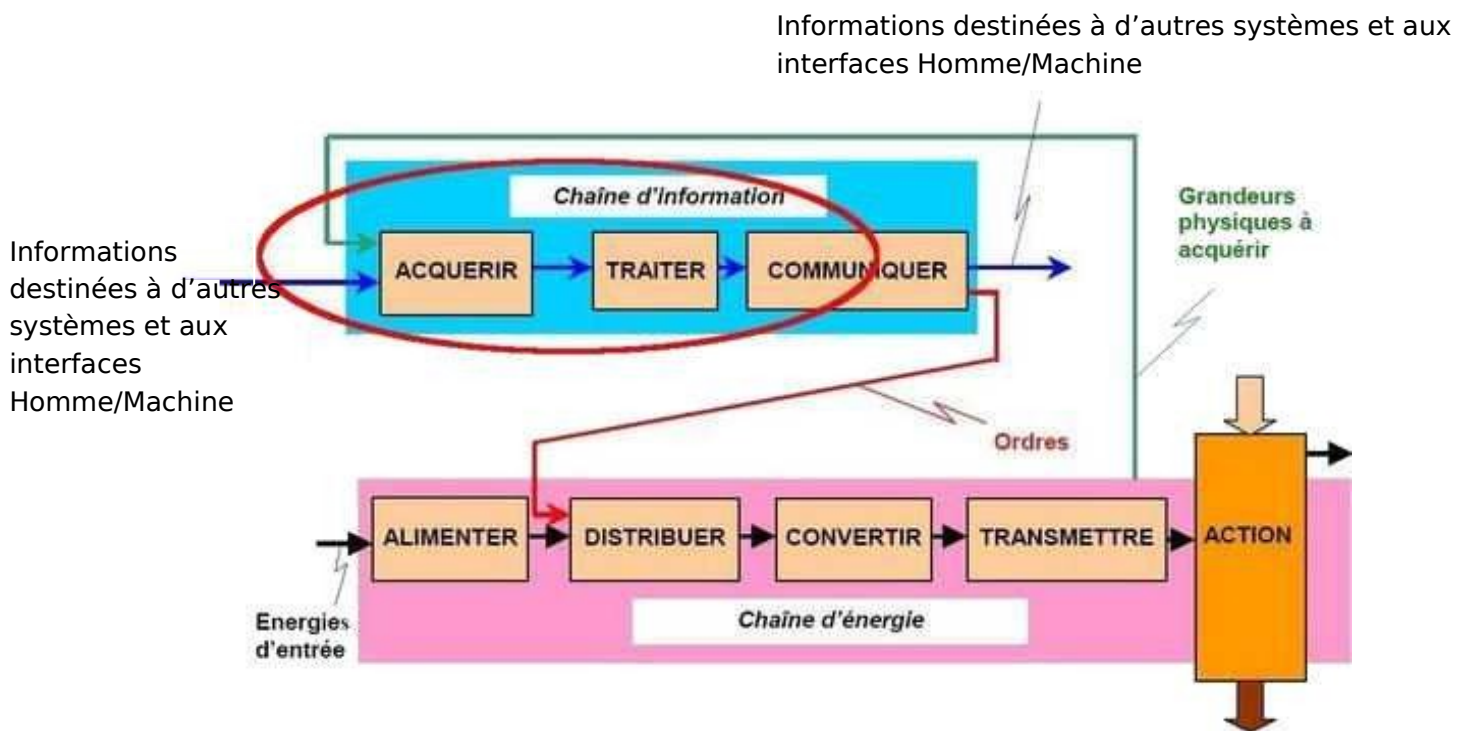 Informations destinées à d’autres systèmes et aux
interfaces Homme/Machine
Chaîne d’information
Grandeurs
physiques à
acquérir
Informations
destinées à d’autres
systèmes et aux
interfaces
Homme/Machine
ACQUERIR
TRAITER
COMMUNIQUER
Ordres
ALIMENTER
DISTRIBUER
CONVERTIR
TRANSMETTRE
ACTION
Energies
d’entrée
Chaîne d’énergie